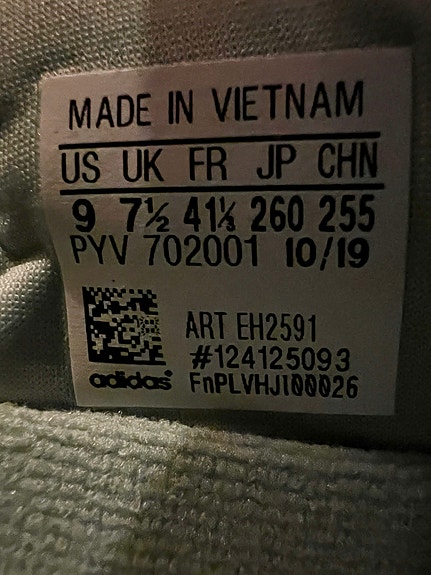 MADE IN VIETNAM
US UK FR JP CHN
9 7½ 41⅓ 260 255
PYV 702001 10/19
ART EH2591
#124125093
adidas FnPLVHJI00026